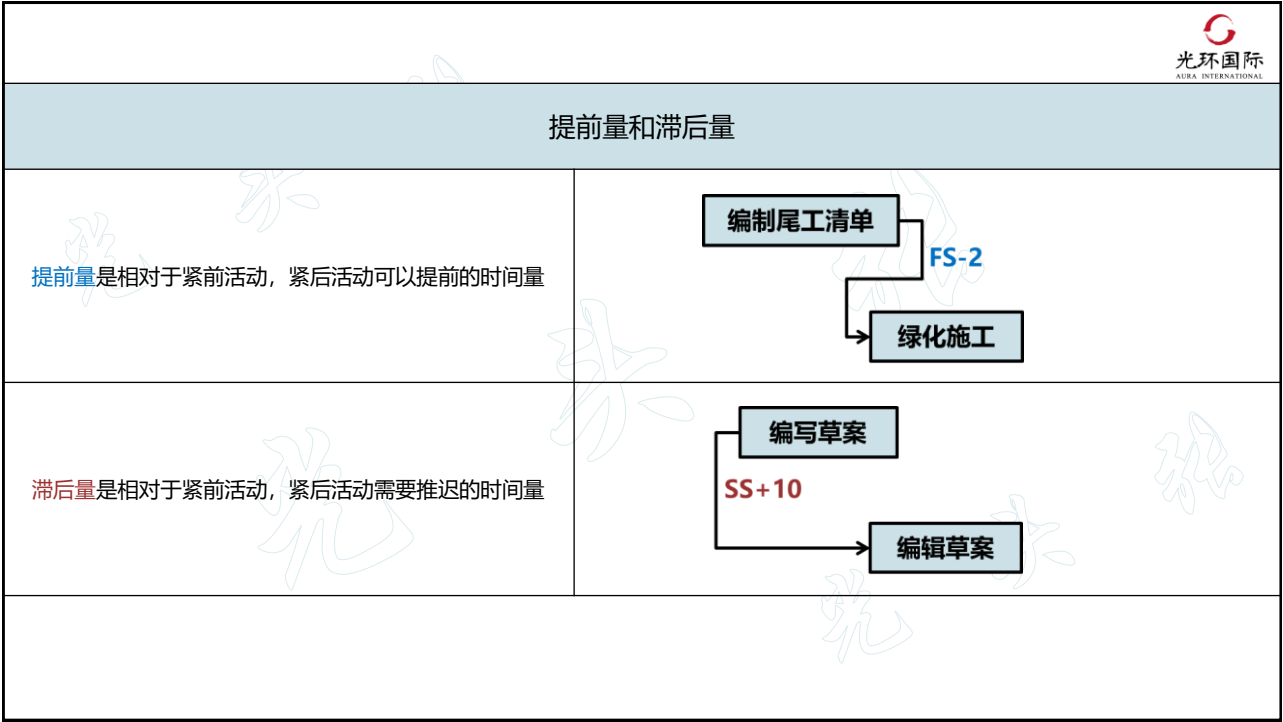 光环国际
AURA INTERNATIONAL
提前量和滞后量
提前量是相对于紧前活动，紧后活动可以提前的时间量
编制尾工清单
FS-2
绿化施工
滞后量是相对于紧前活动，紧后活动需要推迟的时间量
编写草案
SS+10
编辑草案